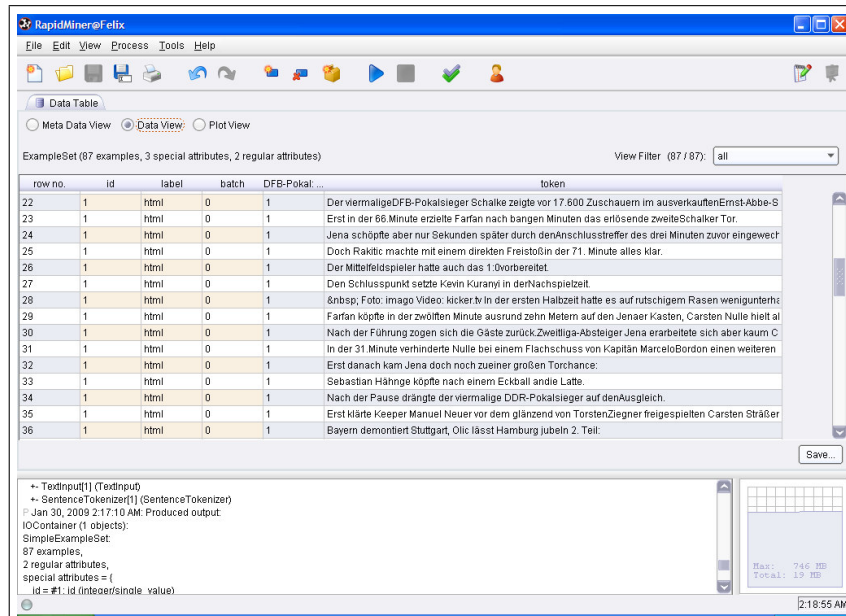 RapidMiner@Felix
File Edit View Process Tools Help
Data Table
Meta Data View Data View Plot View
ExampleSet (87 examples, 3 special attributes, 2 regular attributes) View Filter (87 / 87): all
row no. id label batch DFB-Pokal: ... token
22 1 html 0 1 Der viermaligeDFB-Pokalsieger Schalke zeigte vor 17.600 Zuschauern im ausverkauftenErnst-Abbe-S
23 1 html 0 1 Erst in der 66.Minute erzielte Farfan nach bangen Minuten das erlösende zweiteSchalker Tor.
24 1 html 0 1 Jena schöpfte aber nur Sekunden später durch denAnschlusstreffer des drei Minuten zuvor eingewech
25 1 html 0 1 Doch Rakitic machte mit einem direkten Freistoßin der 71. Minute alles klar.
26 1 html 0 1 Der Mittelfeldspieler hatte auch das 1:0vorbereitet.
27 1 html 0 1 Den Schlusspunkt setzte Kevin Kuranyi in derNachspielzeit.
28 1 html 0 1 &nbsp; Foto: imago Video: kicker.tv In der ersten Halbzeit hatte es auf rutschigem Rasen wenigunterha
29 1 html 0 1 Farfan köpfte in der zwölften Minute ausrund zehn Metern auf den Jenaer Kasten, Carsten Nulle hielt al
30 1 html 0 1 Nach der Führung zogen sich die Gäste zurück.Zweitliga-Absteiger Jena erarbeitete sich aber kaum C
31 1 html 0 1 In der 31.Minute verhinderte Nulle bei einem Flachschuss von Kapitän MarceloBordon einen weiteren
32 1 html 0 1 Erst danach kam Jena doch noch zueiner großen Torchance:
33 1 html 0 1 Sebastian Hähnge köpfte nach einem Eckball andie Latte.
34 1 html 0 1 Nach der Pause drängte der viermalige DDR-Pokalsieger auf denAusgleich.
35 1 html 0 1 Erst klärte Keeper Manuel Neuer vor dem glänzend von TorstenZiegner freigespielten Carsten Sträßer
36 1 html 0 1 Bayern demontiert Stuttgart, Olic lässt Hamburg jubeln 2. Teil:
Save...
+- TextInput[1] (TextInput)
+- SentenceTokenizer[1] (SentenceTokenizer)
P Jan 30, 2009 2:17:10 AM: Produced output:
IOContainer (1 objects):
SimpleExampleSet:
87 examples,
2 regular attributes,
special attributes = {
id = #1: id (integer/single_value)
Max: 746 MB
Total: 19 MB
2:18:55 AM